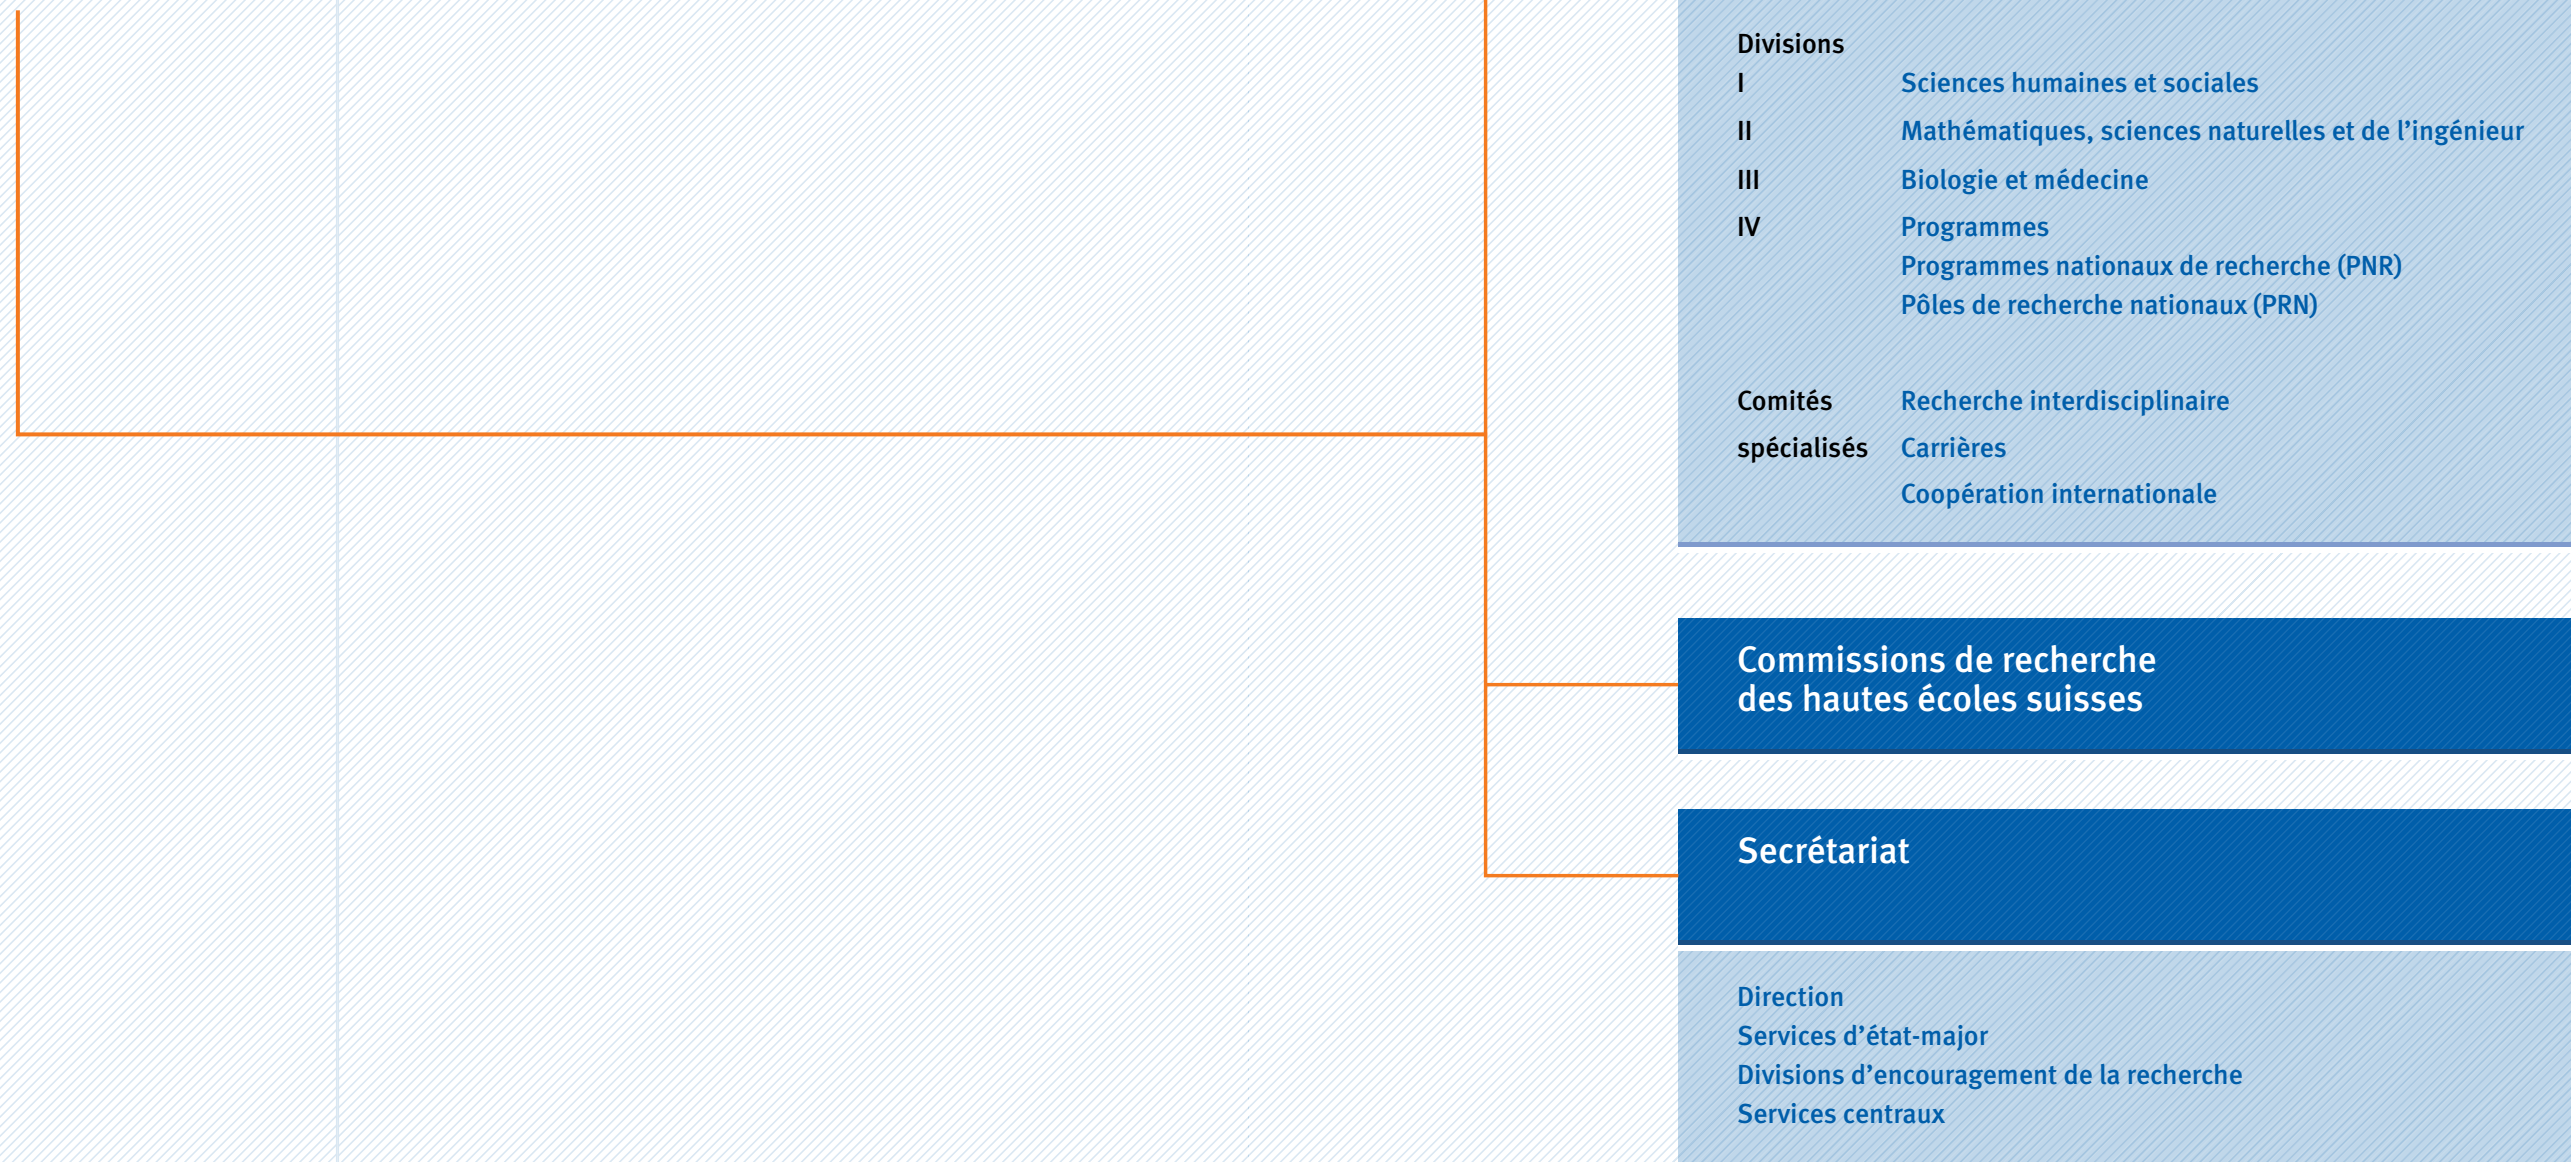 Divisions
I Sciences humaines et sociales
II Mathématiques, sciences naturelles et de l’ingénieur
III Biologie et médecine
IV Programmes
Programmes nationaux de recherche (PNR)
Pôles de recherche nationaux (PRN)
Comités Recherche interdisciplinaire
spécialisés Carrières
Coopération internationale
Commissions de recherche
des hautes écoles suisses
Secrétariat
Direction
Services d’état-major
Divisions d’encouragement de la recherche
Services centraux